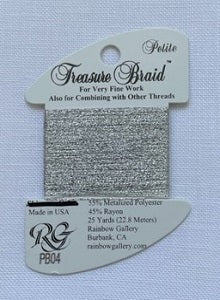 Petite
Treasure Braid™
For Very Fine Work
Also for Combining with Other Threads
55% Metalized Polyester
Made in USA
45% Rayon
25 Yards (22.8 Meters)
RG
Rainbow Gallery
PB04
Burbank, CA
rainbowgallery.com